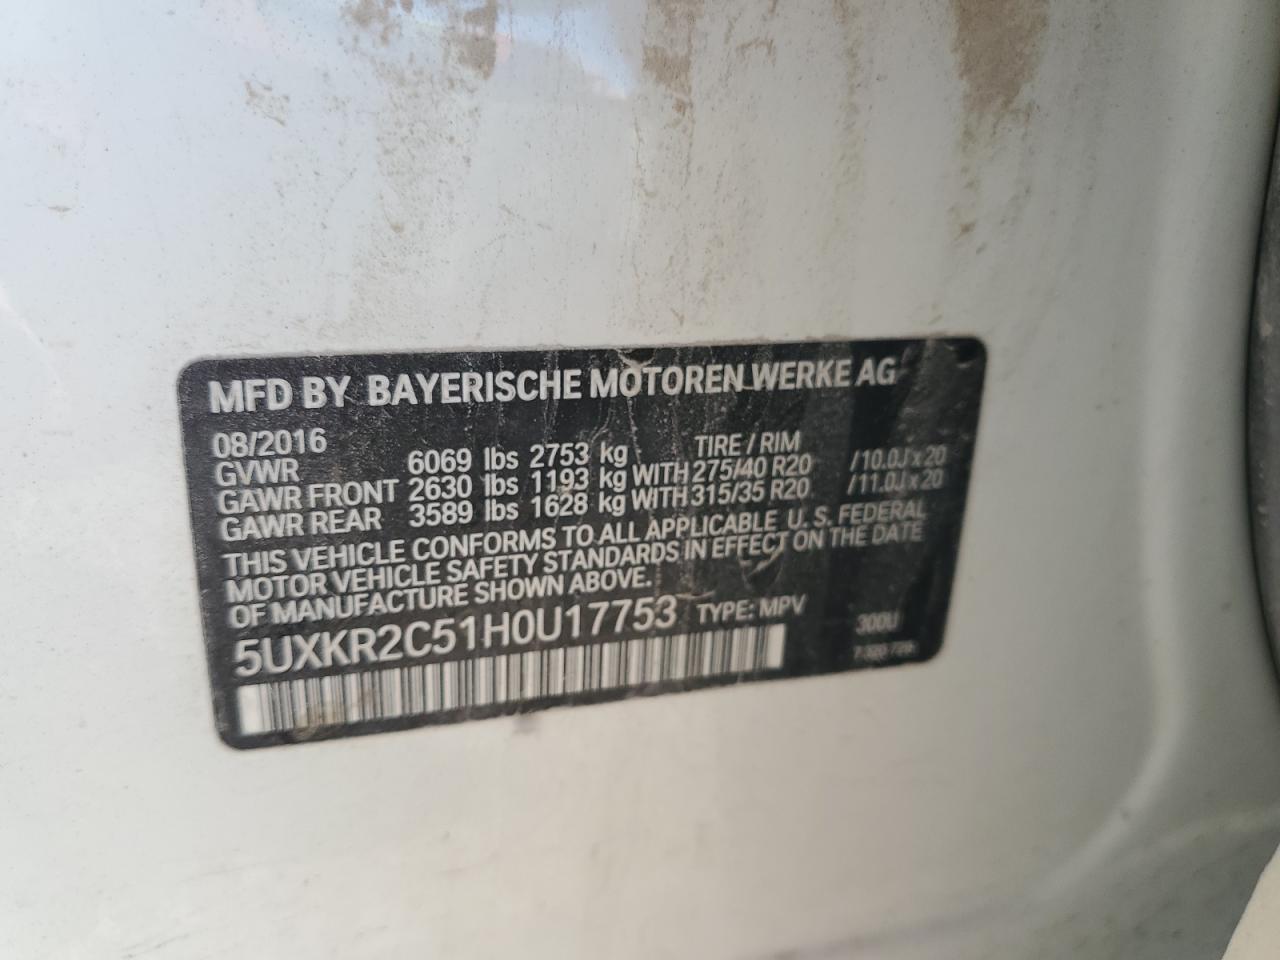 MFD BY BAYERISCHE MOTOREN WERKE AG
08/2016 TIRE / RIM
GVWR 6069 lbs 2753 kg
GAWR FRONT 2630 lbs 1193 kg WITH 275/40 R20 /10.0J x 20
GAWR REAR 3589 lbs 1628 kg WITH 315/35 R20 /11.0J x 20
THIS VEHICLE CONFORMS TO ALL APPLICABLE U. S. FEDERAL
MOTOR VEHICLE SAFETY STANDARDS IN EFFECT ON THE DATE
OF MANUFACTURE SHOWN ABOVE.
5UXKR2C51H0U17753 TYPE: MPV 300U